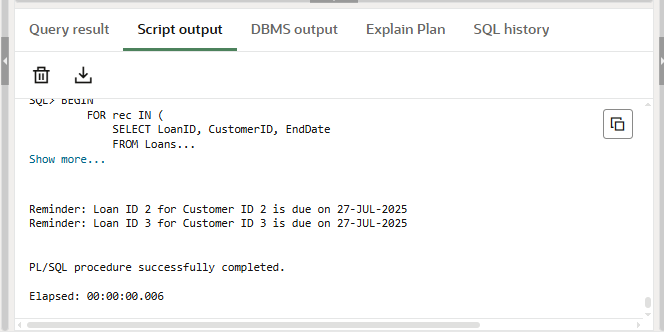 Query result Script output DBMS output Explain Plan SQL history
SQL> BEGIN
FOR rec IN (
SELECT LoanID, CustomerID, EndDate
FROM Loans...
Show more...
Reminder: Loan ID 2 for Customer ID 2 is due on 27-JUL-2025
Reminder: Loan ID 3 for Customer ID 3 is due on 27-JUL-2025
PL/SQL procedure successfully completed.
Elapsed: 00:00:00.006